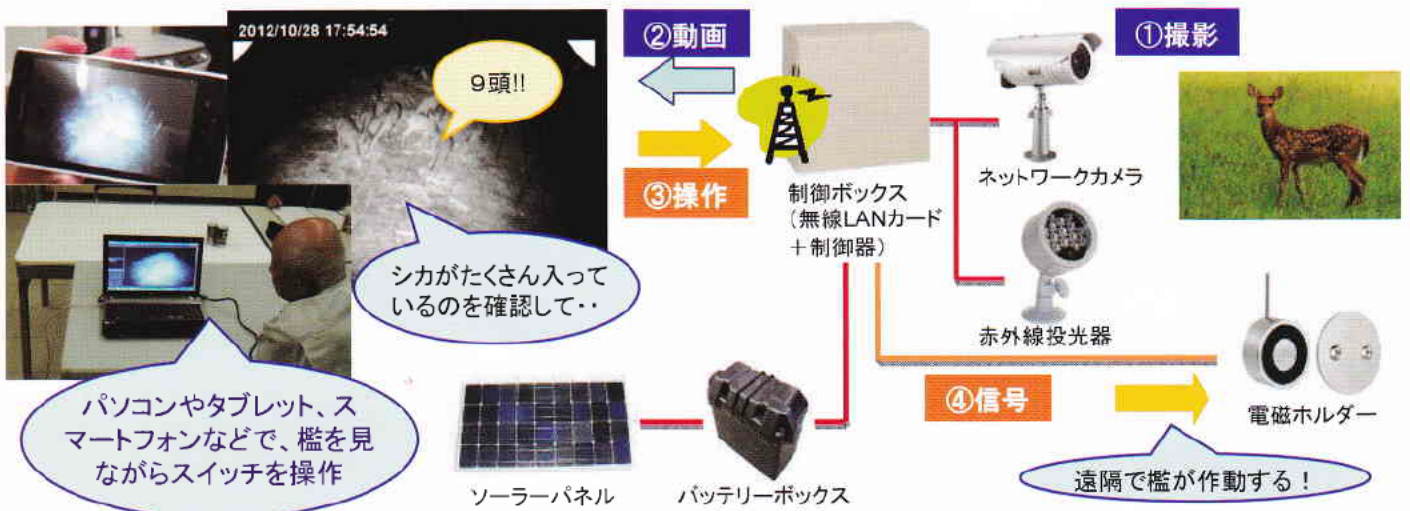 2012/10/28 17:54:54
9頭!!
②動画
①撮影
③操作
制御ボックス
(無線LANカード
+制御器)
ネットワークカメラ
シカがたくさん入って
いるのを確認して‥
赤外線投光器
パソコンやタブレット、ス
マートフォンなどで、檻を見
ながらスイッチを操作
ソーラーパネル
バッテリーボックス
④信号
電磁ホルダー
遠隔で檻が作動する!